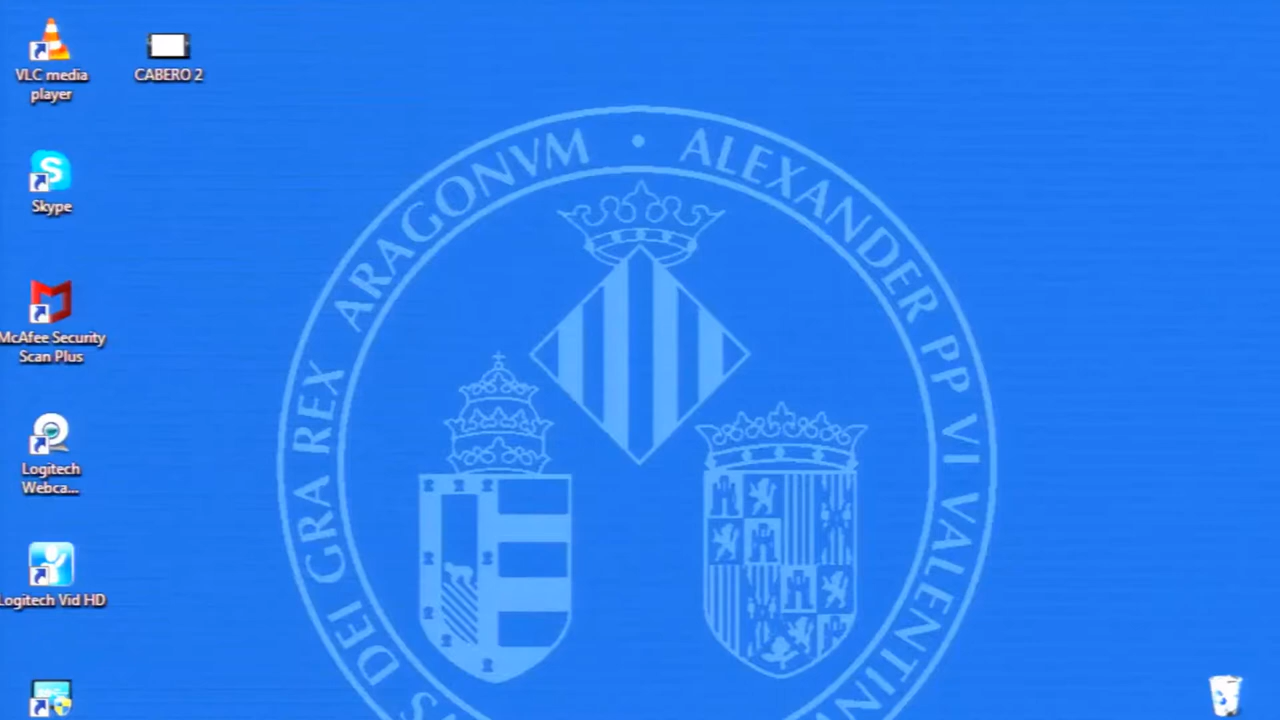 VLC media
player
CABERO 2
Skype
McAfee Security
Scan Plus
Logitech
Webca...
Logitech Vid HD
DEI GRA REX ARAGONVM • ALEXANDER PP VI VALENTIN